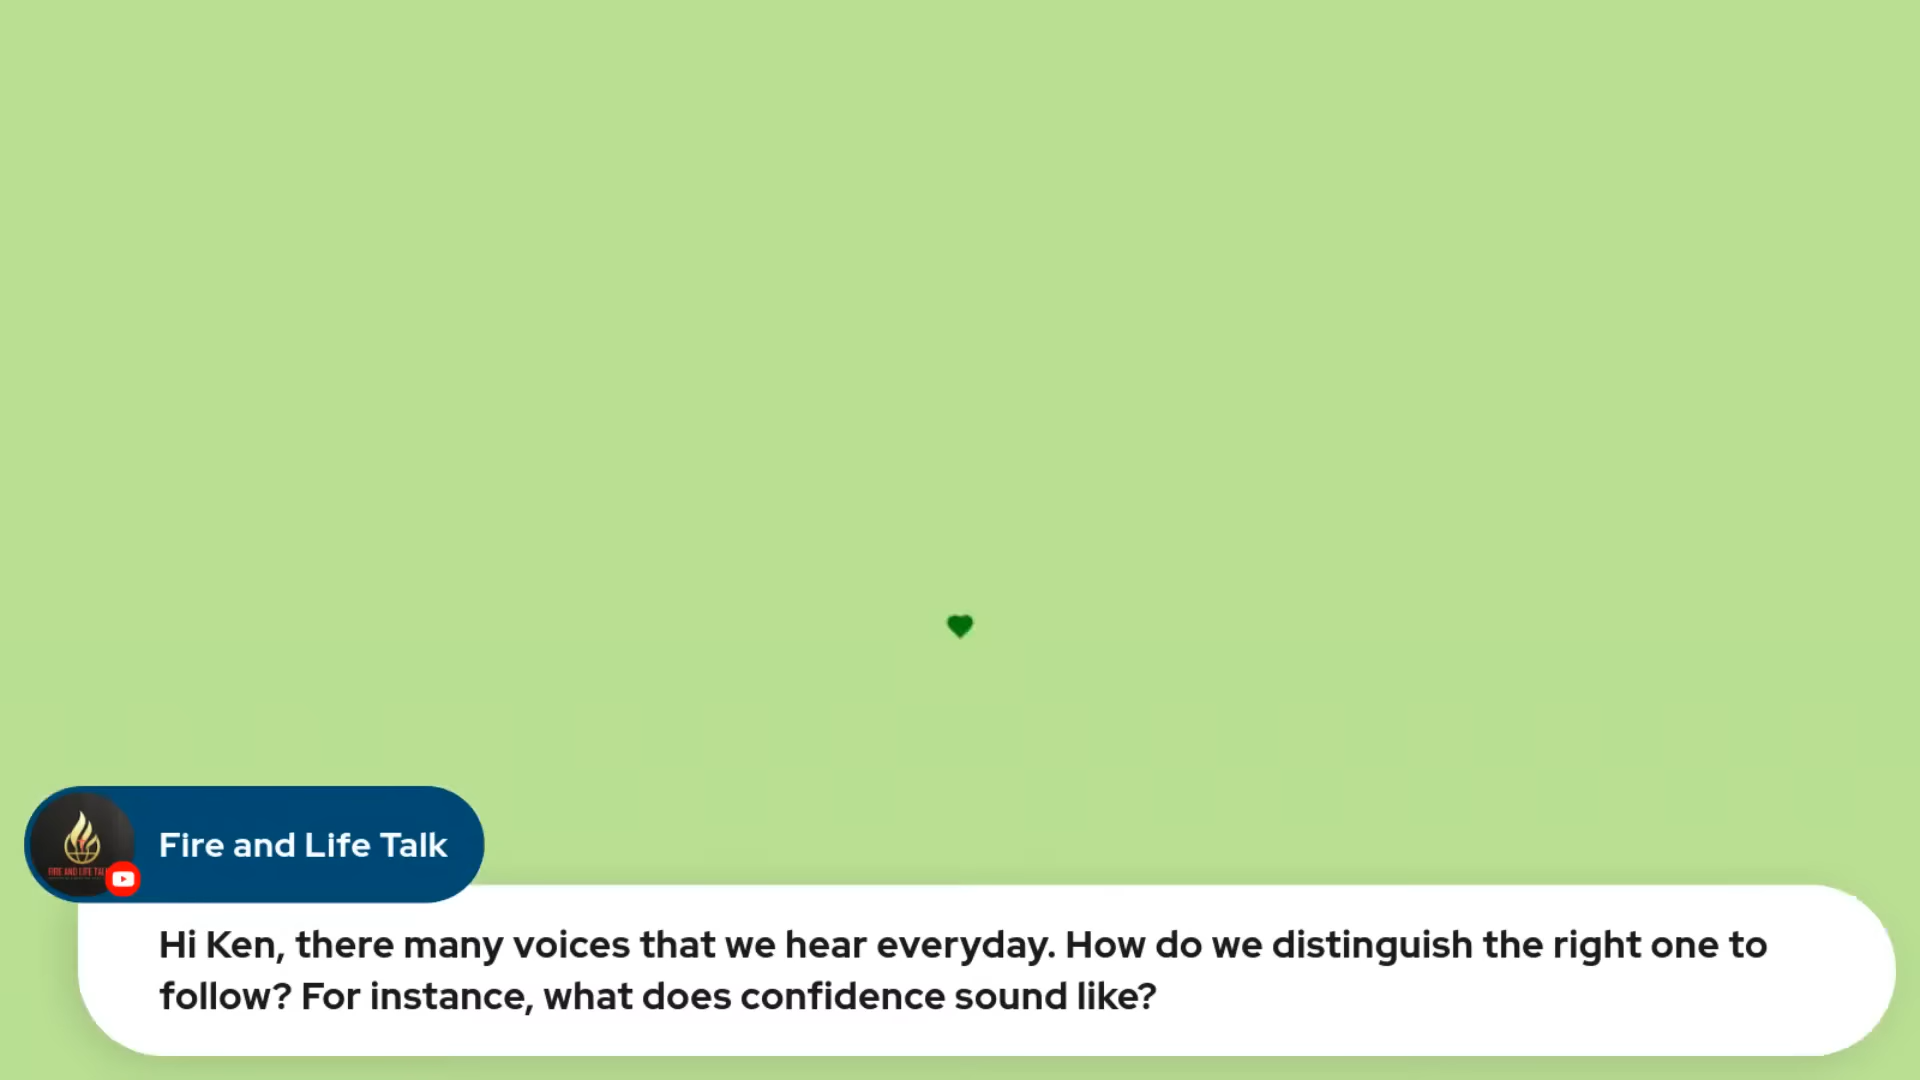 Fire and Life Talk
Hi Ken, there many voices that we hear everyday. How do we distinguish the right one to
follow? For instance, what does confidence sound like?